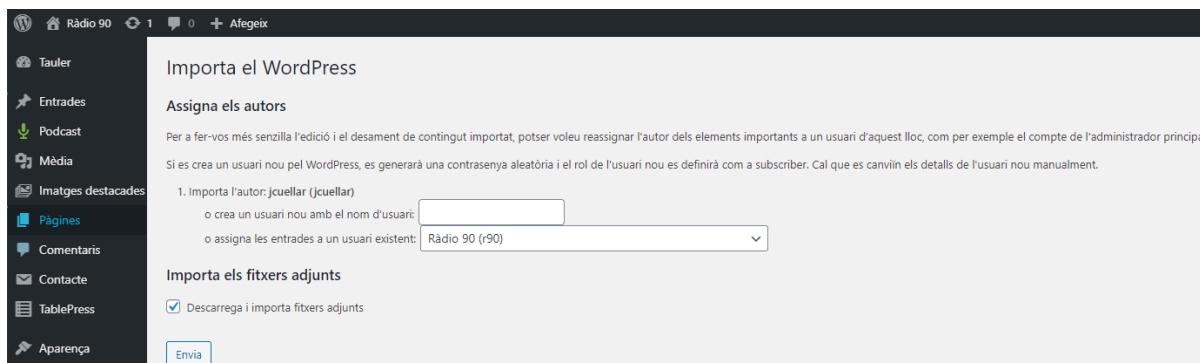 Ràdio 90 1 0 + Afegeix
Tauler
Entrades
Podcast
Mèdia
Imatges destacades
Pàgines
Comentaris
Contacte
TablePress
Aparença
Importa el WordPress
Assigna els autors
Per a fer-vos més senzilla l'edició i el desament de contingut importat, potser voleu reassignar l'autor dels elements importants a un usuari d'aquest lloc, com per exemple el compte de l'administrador principa
Si es crea un usuari nou pel WordPress, es generarà una contrasenya aleatòria i el rol de l'usuari nou es definirà com a subscriber. Cal que es canviïn els detalls de l'usuari nou manualment.
1. Importa l'autor: jcuellar (jcuellar)
o crea un usuari nou amb el nom d'usuari:
o assigna les entrades a un usuari existent: Ràdio 90 (r90)
Importa els fitxers adjunts
Descarrega i importa fitxers adjunts
Envia